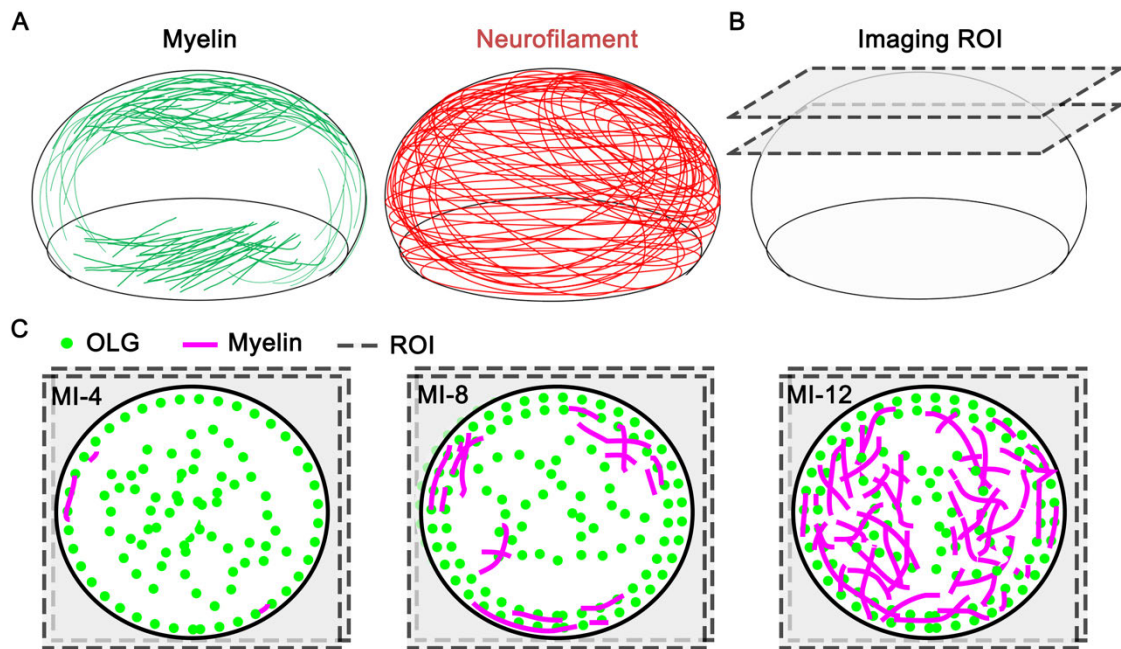 A
Myelin
Neurofilament
B
Imaging ROI
C
OLG
Myelin
ROI
MI-4
MI-8
MI-12